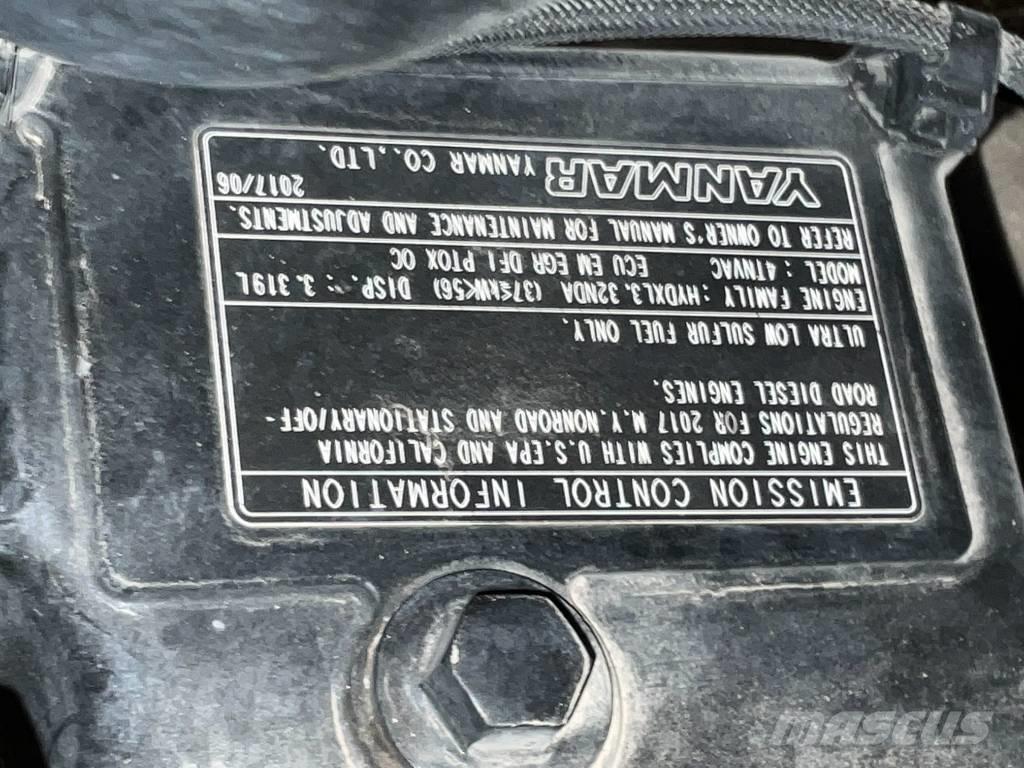 EMISSION CONTROL INFORMATION
THIS ENGINE COMPLIES WITH U.S.EPA AND CALIFORNIA
REGULATIONS FOR 2017 M.Y.NONROAD AND STATIONARY/OFF-
ROAD DIESEL ENGINES.
ULTRA LOW SULFUR FUEL ONLY.
ENGINE FAMILY : HYDXL3.32NDA (37≤kW<56) DISP. : 3.319L
MODEL : 4TNVAC ECU EM EGR DFI PTOX OC
REFER TO OWNER'S MANUAL FOR MAINTENANCE AND ADJUSTMENTS.
2017/06
YANMAR YANMAR CO.,LTD.
MASCUS